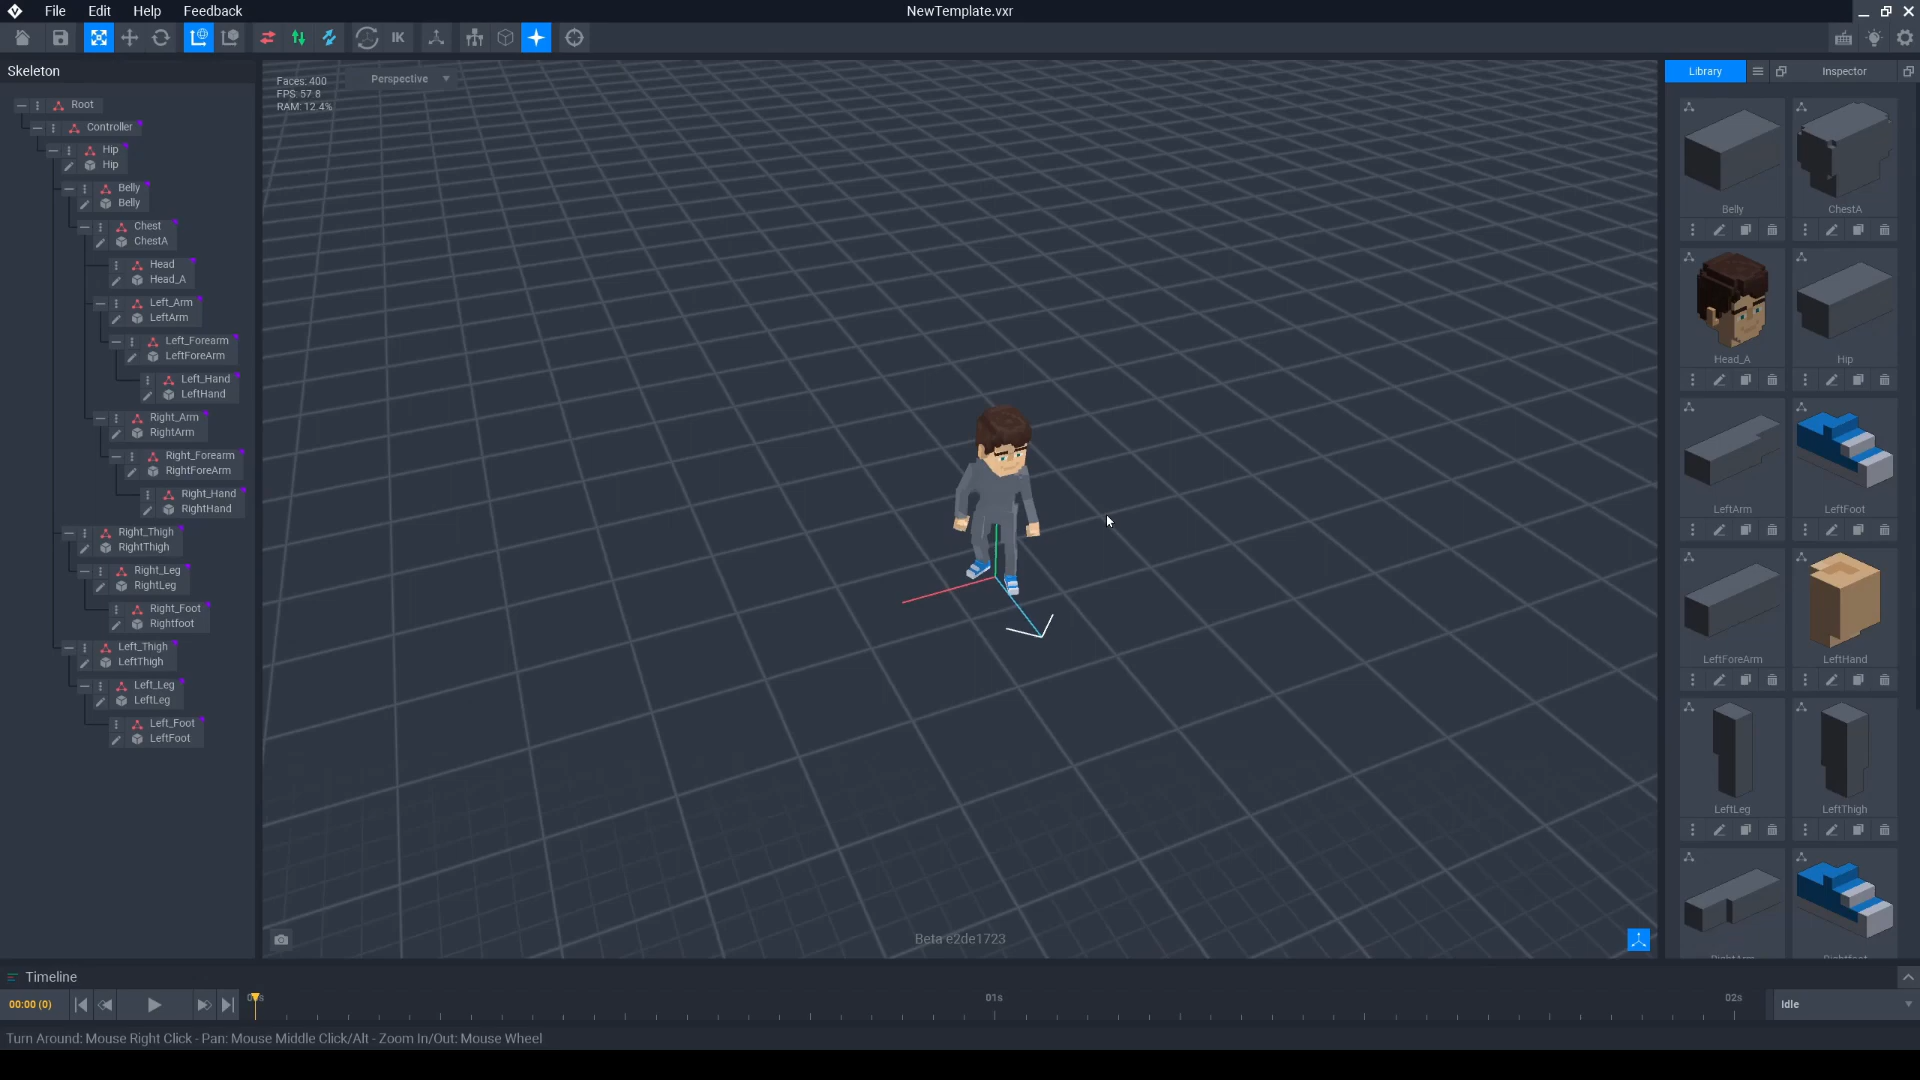 File Edit Help Feedback
NewTemplate.vxr
IK
Skeleton
Root
Controller
Hip
Hip
Belly
Belly
Chest
ChestA
Head
Head_A
Left_Arm
LeftArm
Left_Forearm
LeftForeArm
Left_Hand
LeftHand
Right_Arm
RightArm
Right_Forearm
RightForeArm
Right_Hand
RightHand
Right_Thigh
RightThigh
Right_Leg
RightLeg
Right_Foot
Rightfoot
Left_Thigh
LeftThigh
Left_Leg
LeftLeg
Left_Foot
LeftFoot
Faces: 400
FPS: 57.8
RAM: 12.4%
Perspective
Beta e2de1723
Library
Inspector
Belly
ChestA
Head_A
Hip
LeftArm
LeftFoot
LeftForeArm
LeftHand
LeftLeg
LeftThigh
Timeline
00:00 (0)
01s
02s
Idle
Turn Around: Mouse Right Click - Pan: Mouse Middle Click/Alt - Zoom In/Out: Mouse Wheel